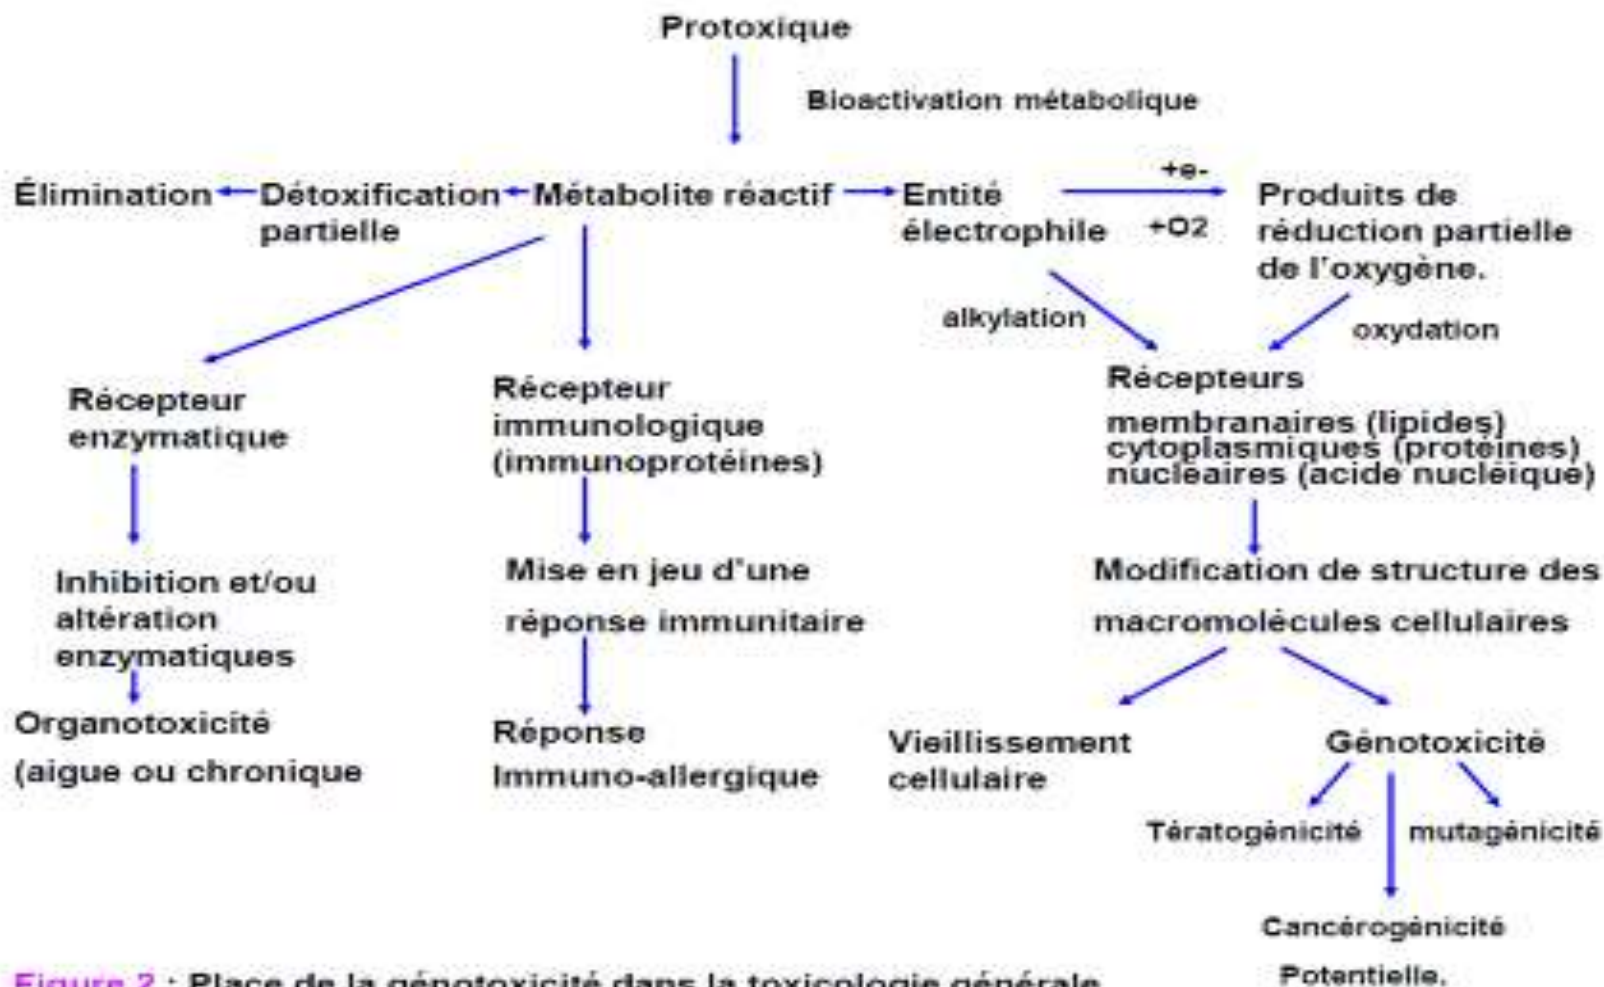 Protoxique
Bioactivation métabolique
Élimination
Détoxification
partielle
Métabolite réactif
Entité
électrophile
+e-
+O2
Produits de
réduction partielle
de l'oxygène.
alkylation
oxydation
Récepteur
enzymatique
Récepteur
immunologique
(immunoprotéines)
Récepteurs
membranaires (lipides)
cytoplasmiques (protéines)
nucléaires (acide nucléique)
Inhibition et/ou
altération
enzymatiques
Mise en jeu d'une
réponse immunitaire
Modification de structure des
macromolécules cellulaires
Organotoxicité
(aigue ou chronique
Réponse
Immuno-allergique
Vieillissement
cellulaire
Génotoxicité
Tératogénicité
mutagénicité
Cancérogénicité
Potentielle.
Figure 2 : Place de la génotoxicité dans la toxicologie générale